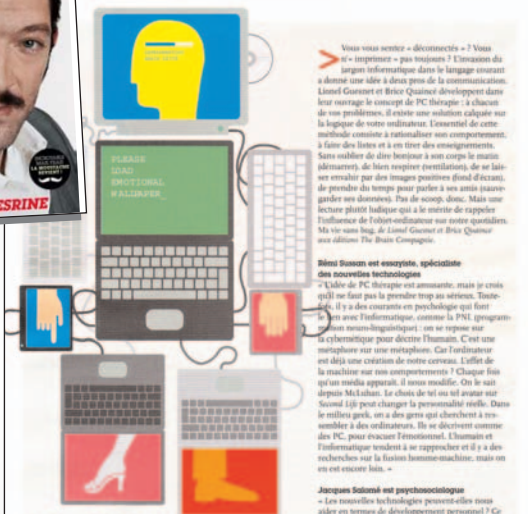 INCROYABLE
MAIS VRAI
LA MOUSTACHE
REVIENT !
ESRINE
PLEASE
LOAD
EMOTIONAL
WALLPAPER_
> Vous vous sentez « déconnectés » ? Vous
n'« imprimez » pas toujours ? L'invasion du
jargon informatique dans le langage courant
a donné une idée à deux pros de la communication.
Lionel Guesnet et Brice Quaince développent dans
leur ouvrage le concept de PC thérapie : à chacun
de vos problèmes, il existe une solution calquée sur
la logique de votre ordinateur. L'essentiel de cette
méthode consiste à rationaliser son comportement,
à faire des listes et à en tirer des enseignements.
Sans oublier de dire bonjour à son corps le matin
(démarrer), de bien respirer (ventilation), de se lais-
ser envahir par des images positives (fond d'écran),
de prendre du temps pour parler à ses amis (sauve-
garder ses données). Pas de scoop, donc. Mais une
lecture plutôt ludique qui a le mérite de rappeler
l'influence de l'objet-ordinateur sur notre quotidien.
Ma vie sans bug, de Lionel Guesnet et Brice Quaince
aux éditions The Brain Compagnie.
Rémi Sussan est essayiste, spécialiste
des nouvelles technologies
« L'idée de PC thérapie est amusante, mais je crois
qu'il ne faut pas la prendre trop au sérieux. Toute-
fois, il y a des courants en psychologie qui font
le lien avec l'informatique, comme la PNL (program-
mation neuro-linguistique) : on se repose sur
la cybernétique pour décrire l'humain. C'est une
métaphore sur une métaphore. Car l'ordinateur
est déjà une création de notre cerveau. L'effet de
la machine sur nos comportements ? Chaque fois
qu'un média apparaît, il nous modifie. On le sait
depuis McLuhan. Le choix de tel ou tel avatar sur
Second Life peut changer la personnalité réelle. Dans
le milieu geek, on a des gens qui cherchent à res-
sembler à des ordinateurs. Ils se décrivent comme
des PC, pour évacuer l'émotionnel. L'humain et
l'informatique tendent à se rapprocher et il y a des
recherches sur la fusion homme-machine, mais on
en est encore loin. »
Jacques Salomé est psychosociologue
« Les nouvelles technologies peuvent-elles nous
aider en termes de développement personnel ? Ce